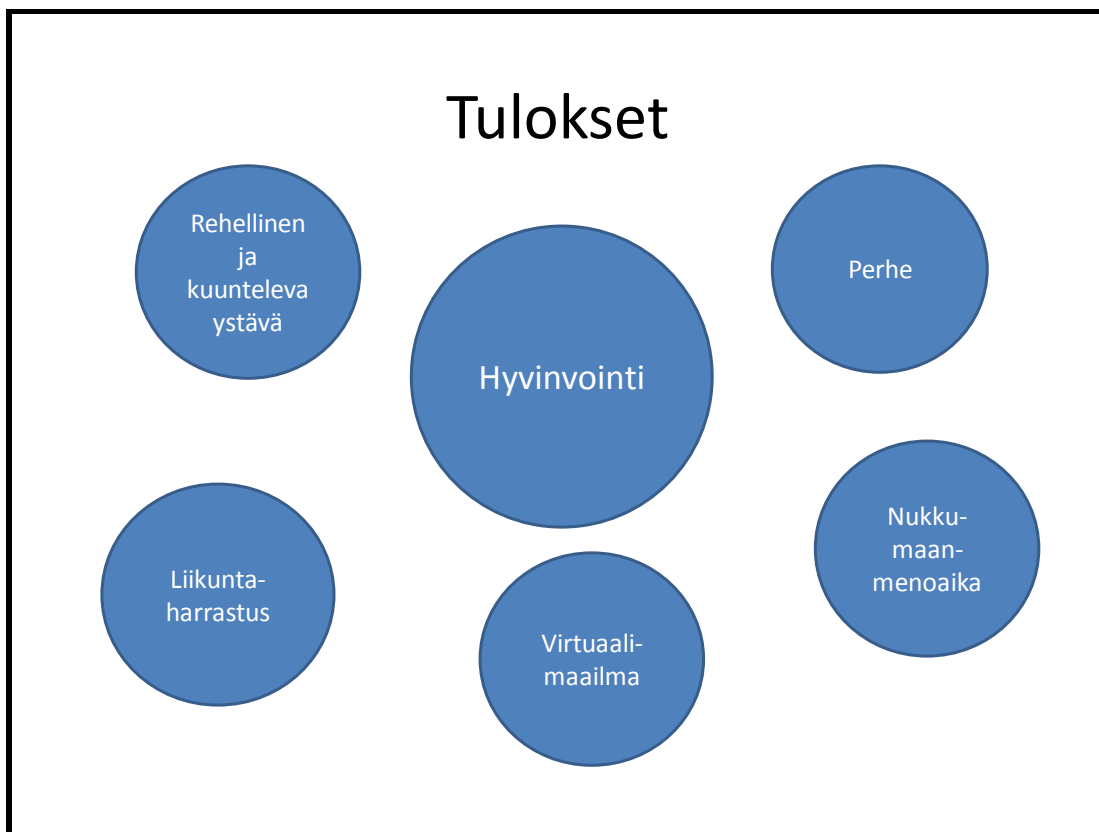 Tulokset
Rehellinen
ja
kuunteleva
ystävä
Perhe
Hyvinvointi
Nukku-
maan-
menoaika
Liikunta-
harrastus
Virtuaali-
maailma